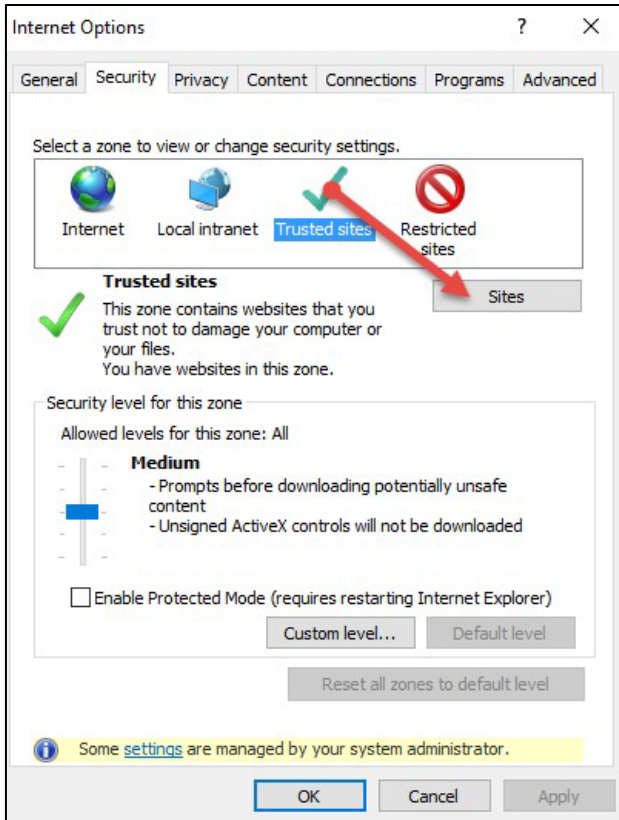 Internet Options ?
General Security Privacy Content Connections Programs Advanced
Select a zone to view or change security settings.
Internet Local intranet Trusted sites Restricted
sites
Trusted sites
Sites
This zone contains websites that you
trust not to damage your computer or
your files.
You have websites in this zone.
Security level for this zone
Allowed levels for this zone: All
Medium
- Prompts before downloading potentially unsafe
content
- Unsigned ActiveX controls will not be downloaded
Enable Protected Mode (requires restarting Internet Explorer)
Custom level... Default level
Reset all zones to default level
Some settings are managed by your system administrator.
OK Cancel Apply